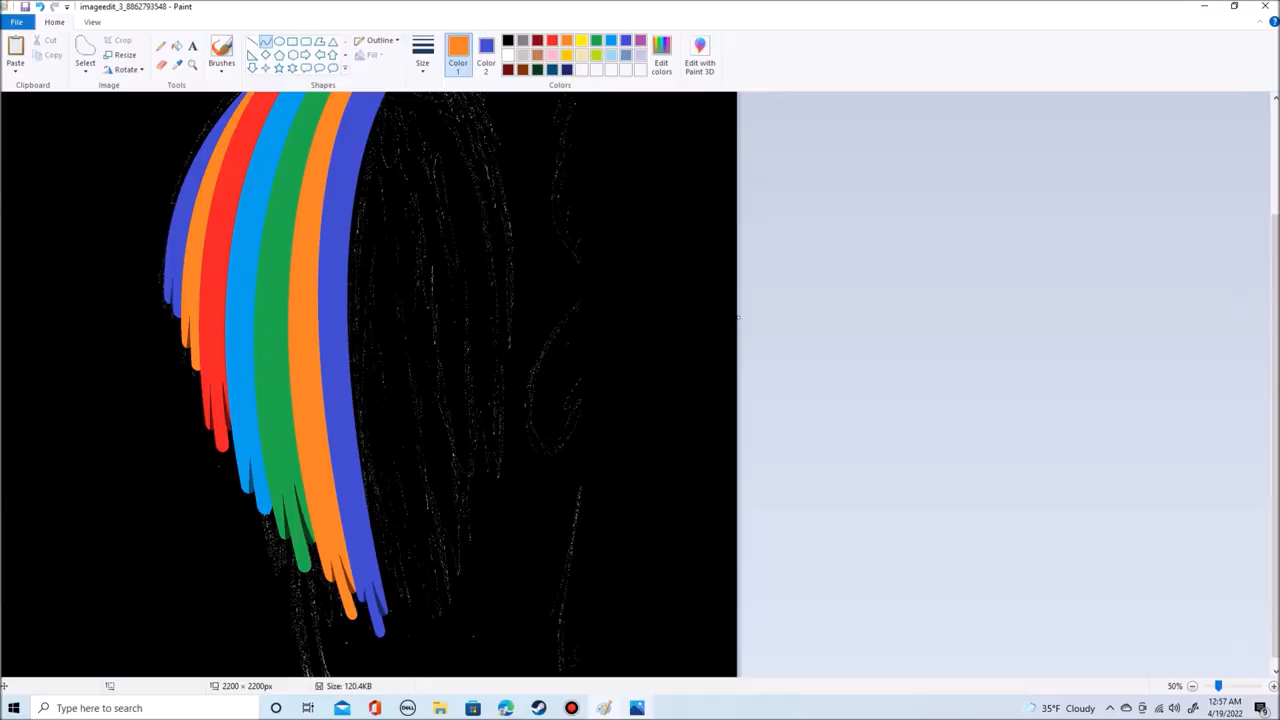 imageedit_3_8862793548 - Paint
File
Home
View
Paste
Cut
Copy
Clipboard
Select
Crop
Resize
Rotate
Image
A
Tools
Brushes
Outline
Fill
Shapes
Size
Color 1
Color 2
Edit colors
Edit with Paint 3D
Colors
2200 × 2200px
Size: 120.4KB
50%
Type here to search
DELL
35°F Cloudy
12:57 AM
4/19/2022